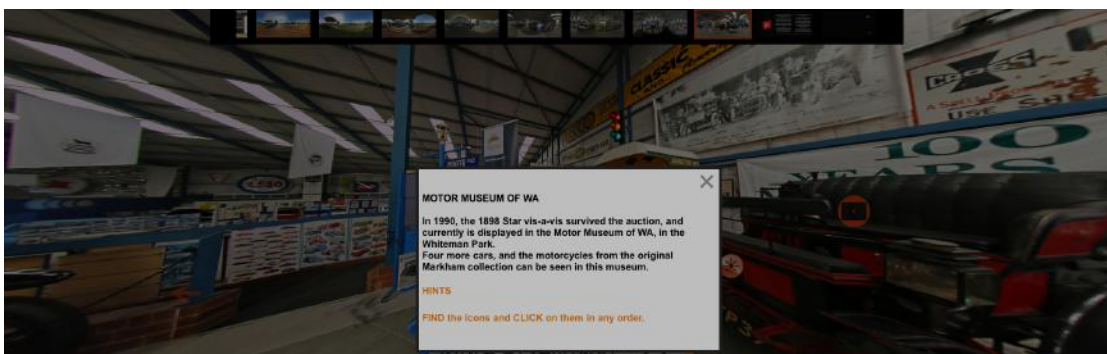 CLASSIC
CROSS
USE
100
YEARS
ESSO
MOTOR MUSEUM OF WA
In 1990, the 1898 Star vis-a-vis survived the auction, and
currently is displayed in the Motor Museum of WA, in the
Whiteman Park.
Four more cars, and the motorcycles from the original
Markham collection can be seen in this museum.
HINTS
FIND the icons and CLICK on them in any order.